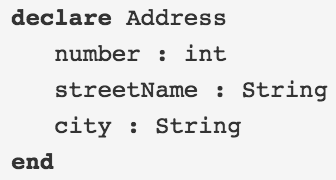 declare Address
   number : int
   streetName : String
   city : String
end